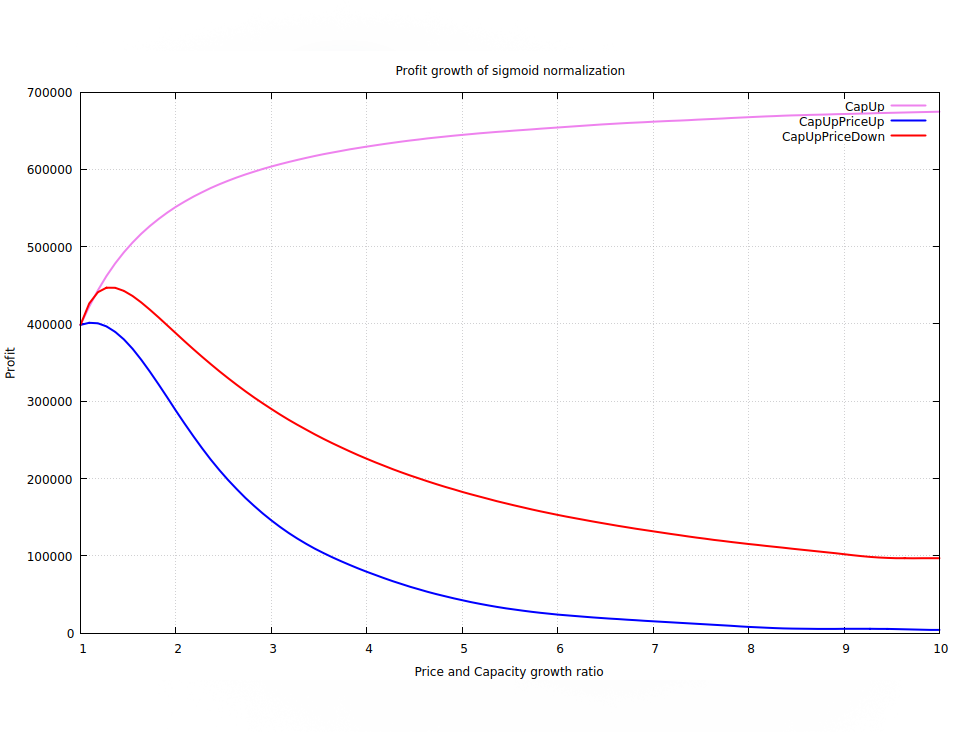 Profit growth of sigmoid normalization
700000
600000
500000
400000
300000
200000
100000
0
Profit
CapUp
CapUpPriceUp
CapUpPriceDown
1 2 3 4 5 6 7 8 9 10
Price and Capacity growth ratio